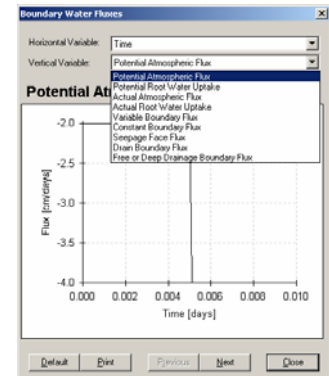 Boundary Water Fluxes
Horizontal Variable: Time
Vertical Variable: Potential Atmospheric Flux
Potential Atmospheric Flux
Potential Root Water Uptake
Actual Atmospheric Flux
Actual Root Water Uptake
Variable Boundary Flux
Constant Boundary Flux
Seepage Face Flux
Drain Boundary Flux
Free or Deep Drainage Boundary Flux
Potential At
-2.0
-2.5
-3.0
-3.5
-4.0
Flux [cm/days]
0.000 0.002 0.004 0.006 0.008 0.010
Time [days]
Default Print Previous Next Close